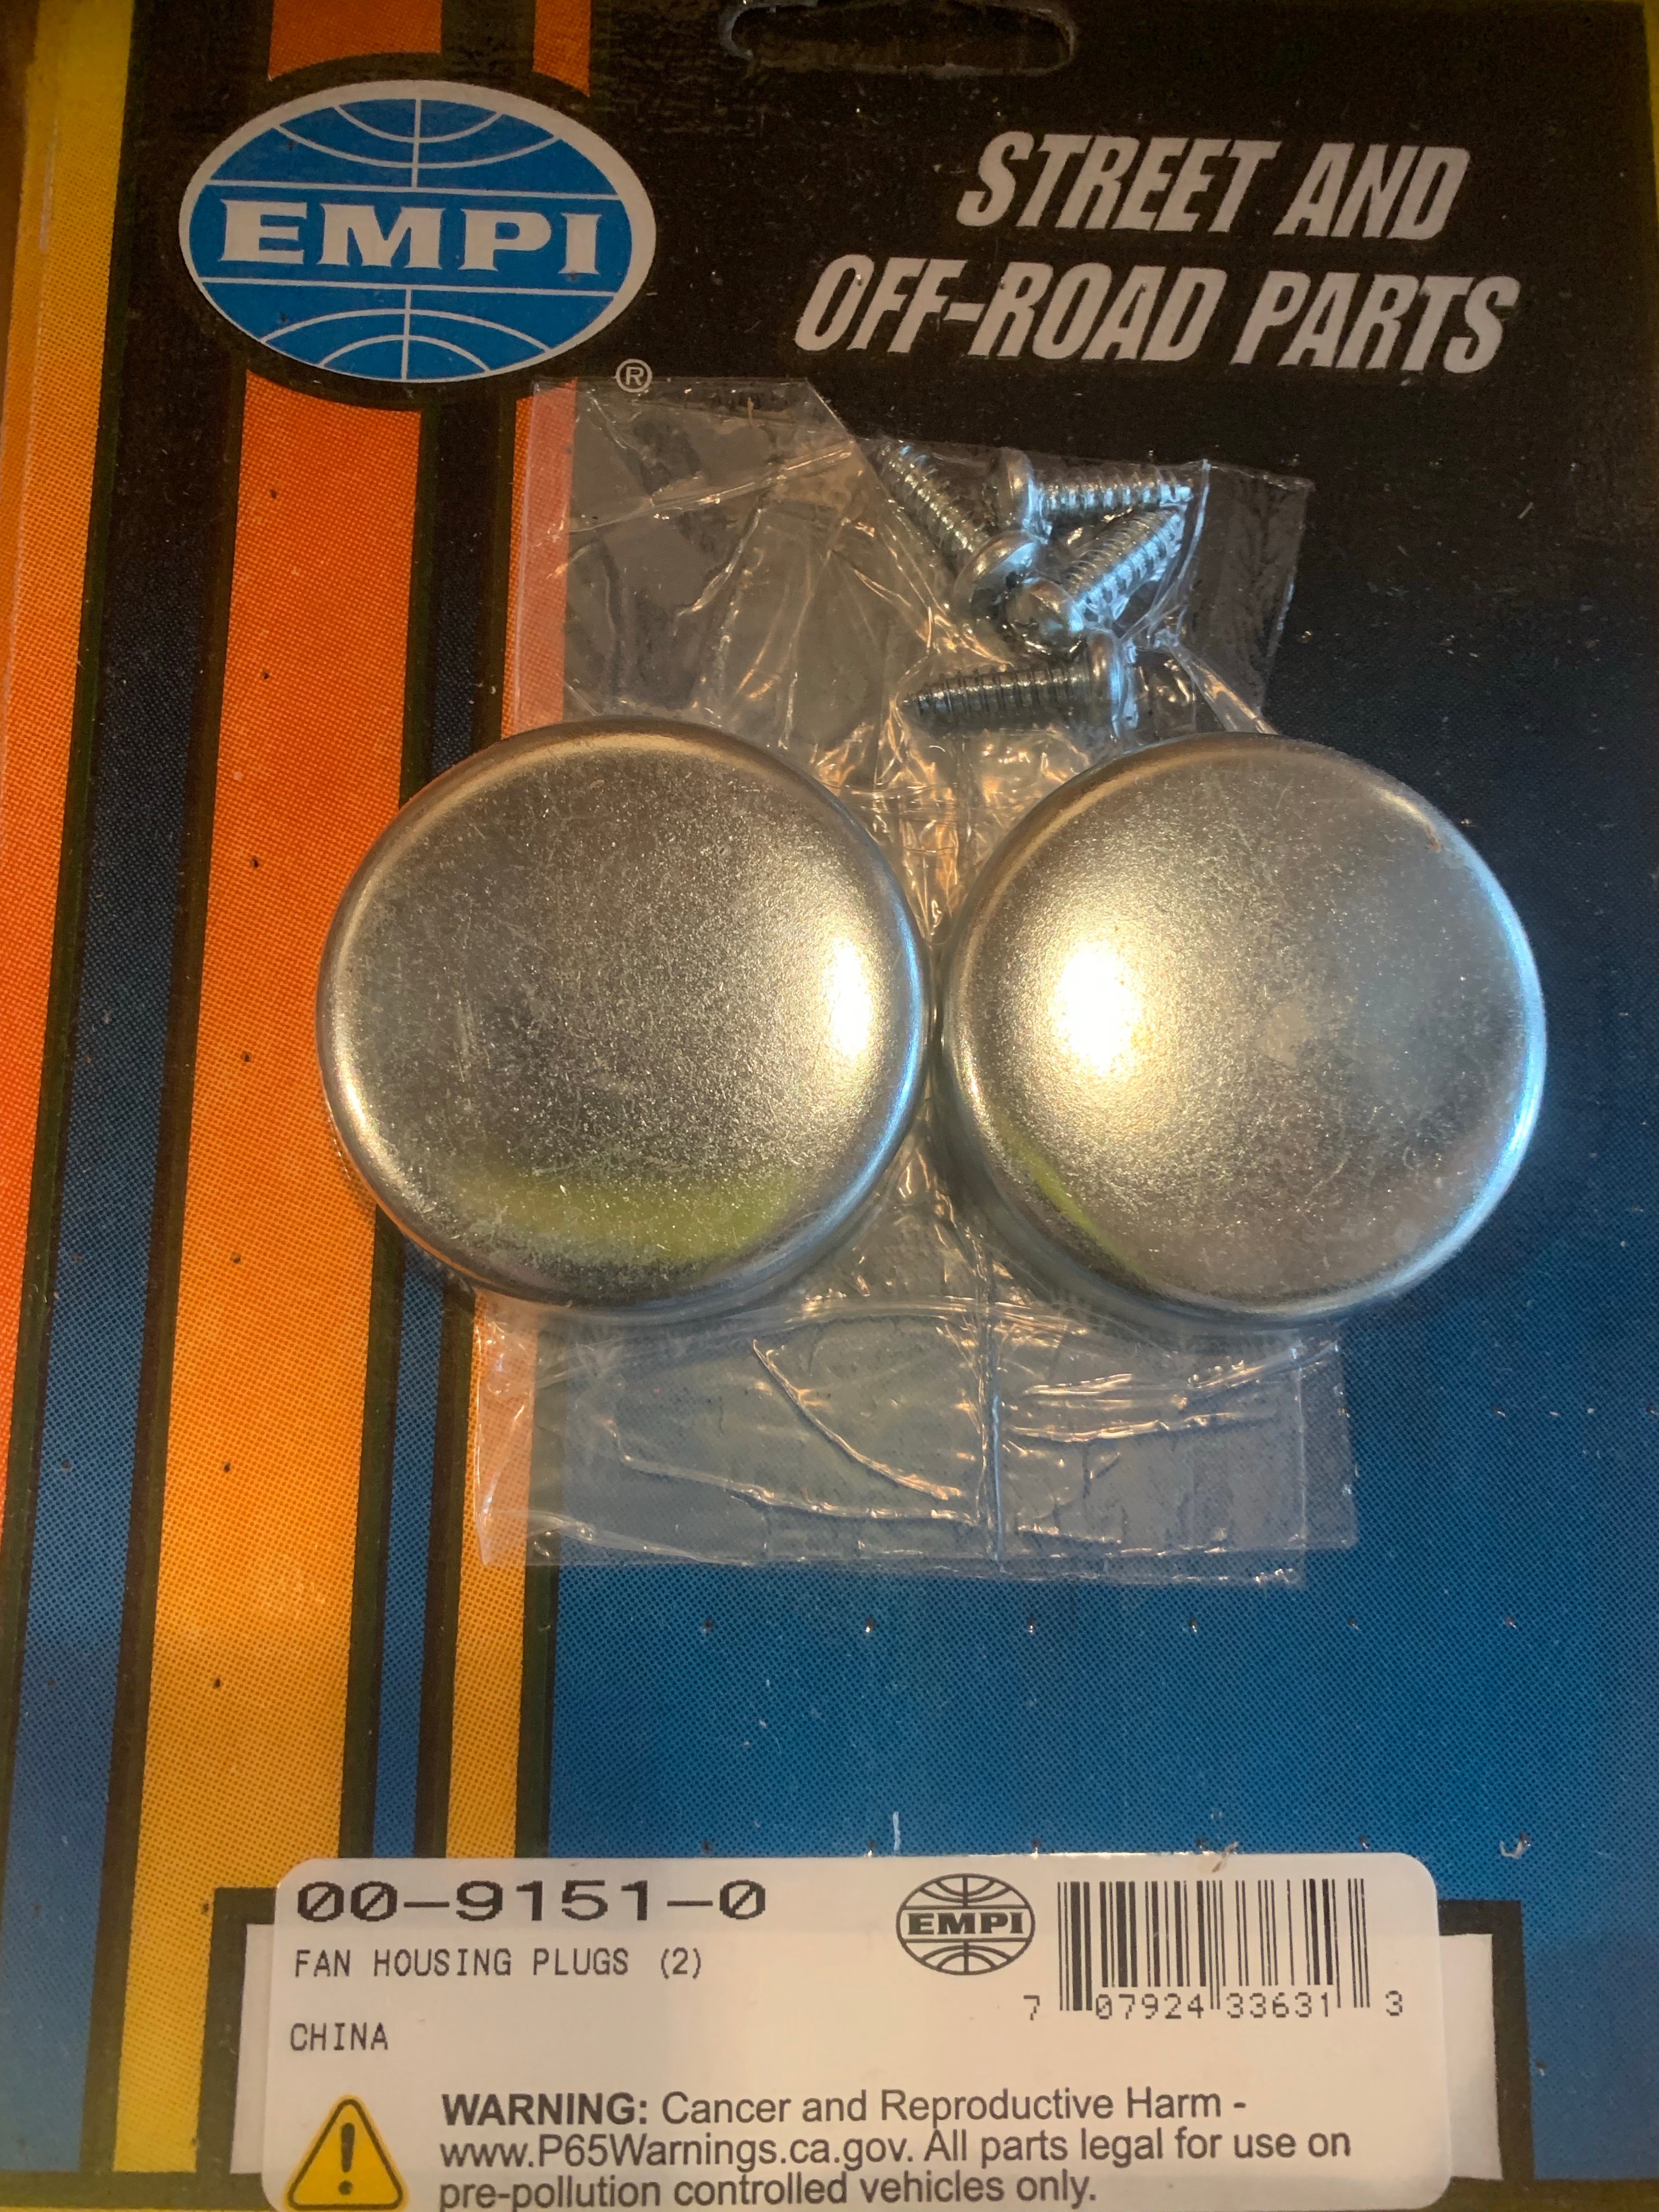 EMPI
®
STREET AND
OFF-ROAD PARTS
00-9151-0
FAN HOUSING PLUGS (2)
CHINA
EMPI
7 07924 33631 3
WARNING: Cancer and Reproductive Harm -
www.P65Warnings.ca.gov. All parts legal for use on
pre-pollution controlled vehicles only.